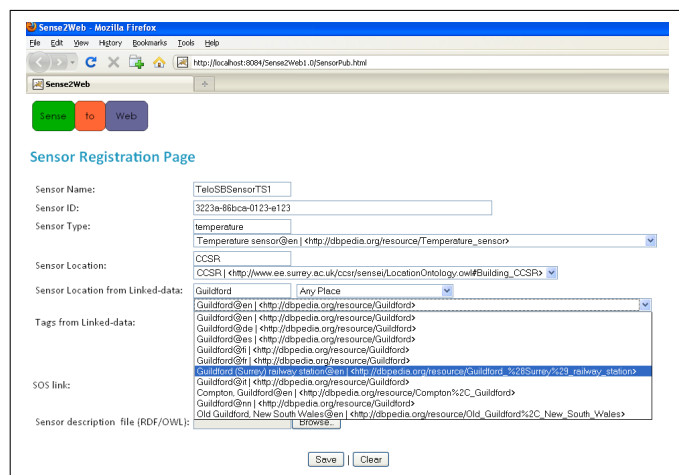 Sense2Web - Mozilla Firefox
File Edit View History Bookmarks Tools Help
http://localhost:8084/Sense2Web1.0/SensorPub.html
Sense2Web
Sense to Web
Sensor Registration Page
Sensor Name: TeloSBSensorTS1
Sensor ID: 3223a-86bca-0123-e123
Sensor Type: temperature
Temperature sensor@en | <http://dbpedia.org/resource/Temperature_sensor>
Sensor Location: CCSR
CCSR | <http://www.ee.surrey.ac.uk/ccsr/sensei/LocationOntology.owl#Building_CCSR>
Sensor Location from Linked-data: Guildford Any Place
Guildford@en | <http://dbpedia.org/resource/Guildford>
Tags from Linked-data:
Guildford@en | <http://dbpedia.org/resource/Guildford>
Guildford@de | <http://dbpedia.org/resource/Guildford>
Guildford@es | <http://dbpedia.org/resource/Guildford>
Guildford@fi | <http://dbpedia.org/resource/Guildford>
Guildford@fr | <http://dbpedia.org/resource/Guildford>
Guildford (Surrey) railway station@en | <http://dbpedia.org/resource/Guildford_%28Surrey%29_railway_station>
Guildford@it | <http://dbpedia.org/resource/Guildford>
SOS link:
Compton, Guildford@en | <http://dbpedia.org/resource/Compton%2C_Guildford>
Guildford@nn | <http://dbpedia.org/resource/Guildford>
Old Guildford, New South Wales@en | <http://dbpedia.org/resource/Old_Guildford%2C_New_South_Wales>
Sensor description file (RDF/OWL): Browse...
Save | Clear